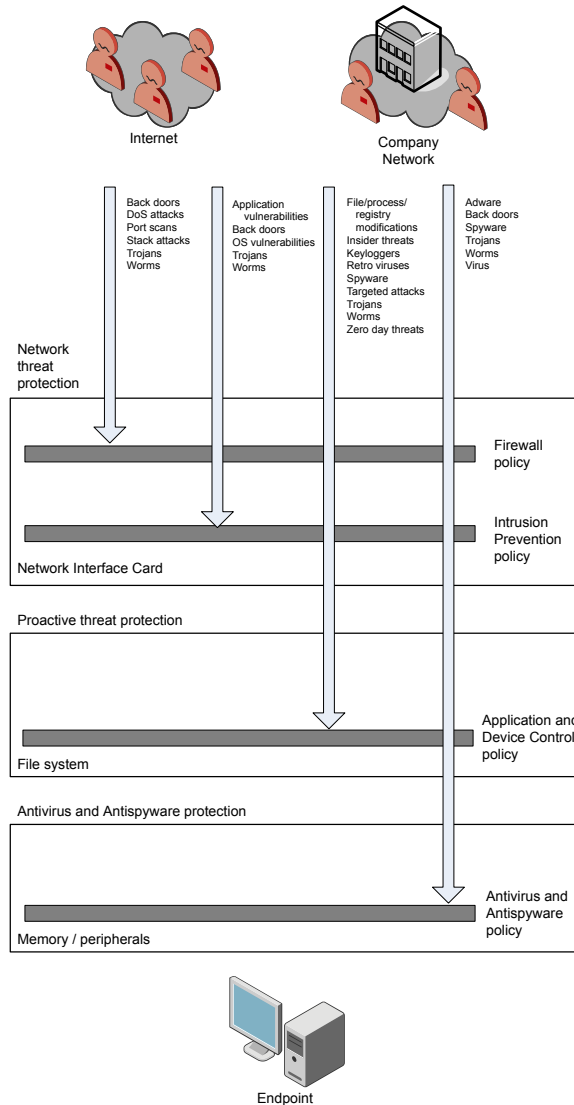 Internet
Company
Network
Back doors
DoS attacks
Port scans
Stack attacks
Trojans
Worms
Application
vulnerabilities
Back doors
OS vulnerabilities
Trojans
Worms
File/process/
registry
modifications
Insider threats
Keyloggers
Retro viruses
Spyware
Targeted attacks
Trojans
Worms
Zero day threats
Adware
Back doors
Spyware
Trojans
Worms
Virus
Network
threat
protection
Firewall
policy
Intrusion
Prevention
policy
Network Interface Card
Proactive threat protection
Application and
Device Control
policy
File system
Antivirus and Antispyware protection
Antivirus and
Antispyware
policy
Memory / peripherals
Endpoint